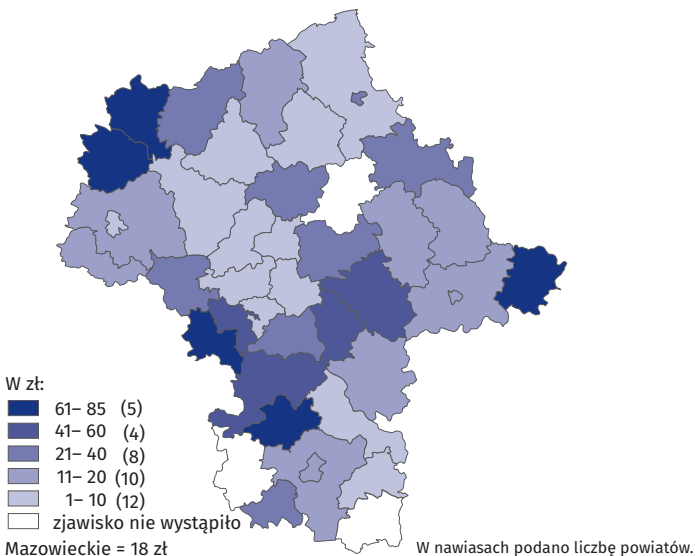 W zł:
61– 85 (5)
41– 60 (4)
21– 40 (8)
11– 20 (10)
1– 10 (12)
zjawisko nie wystąpiło
Mazowieckie = 18 zł
W nawiasach podano liczbę powiatów.